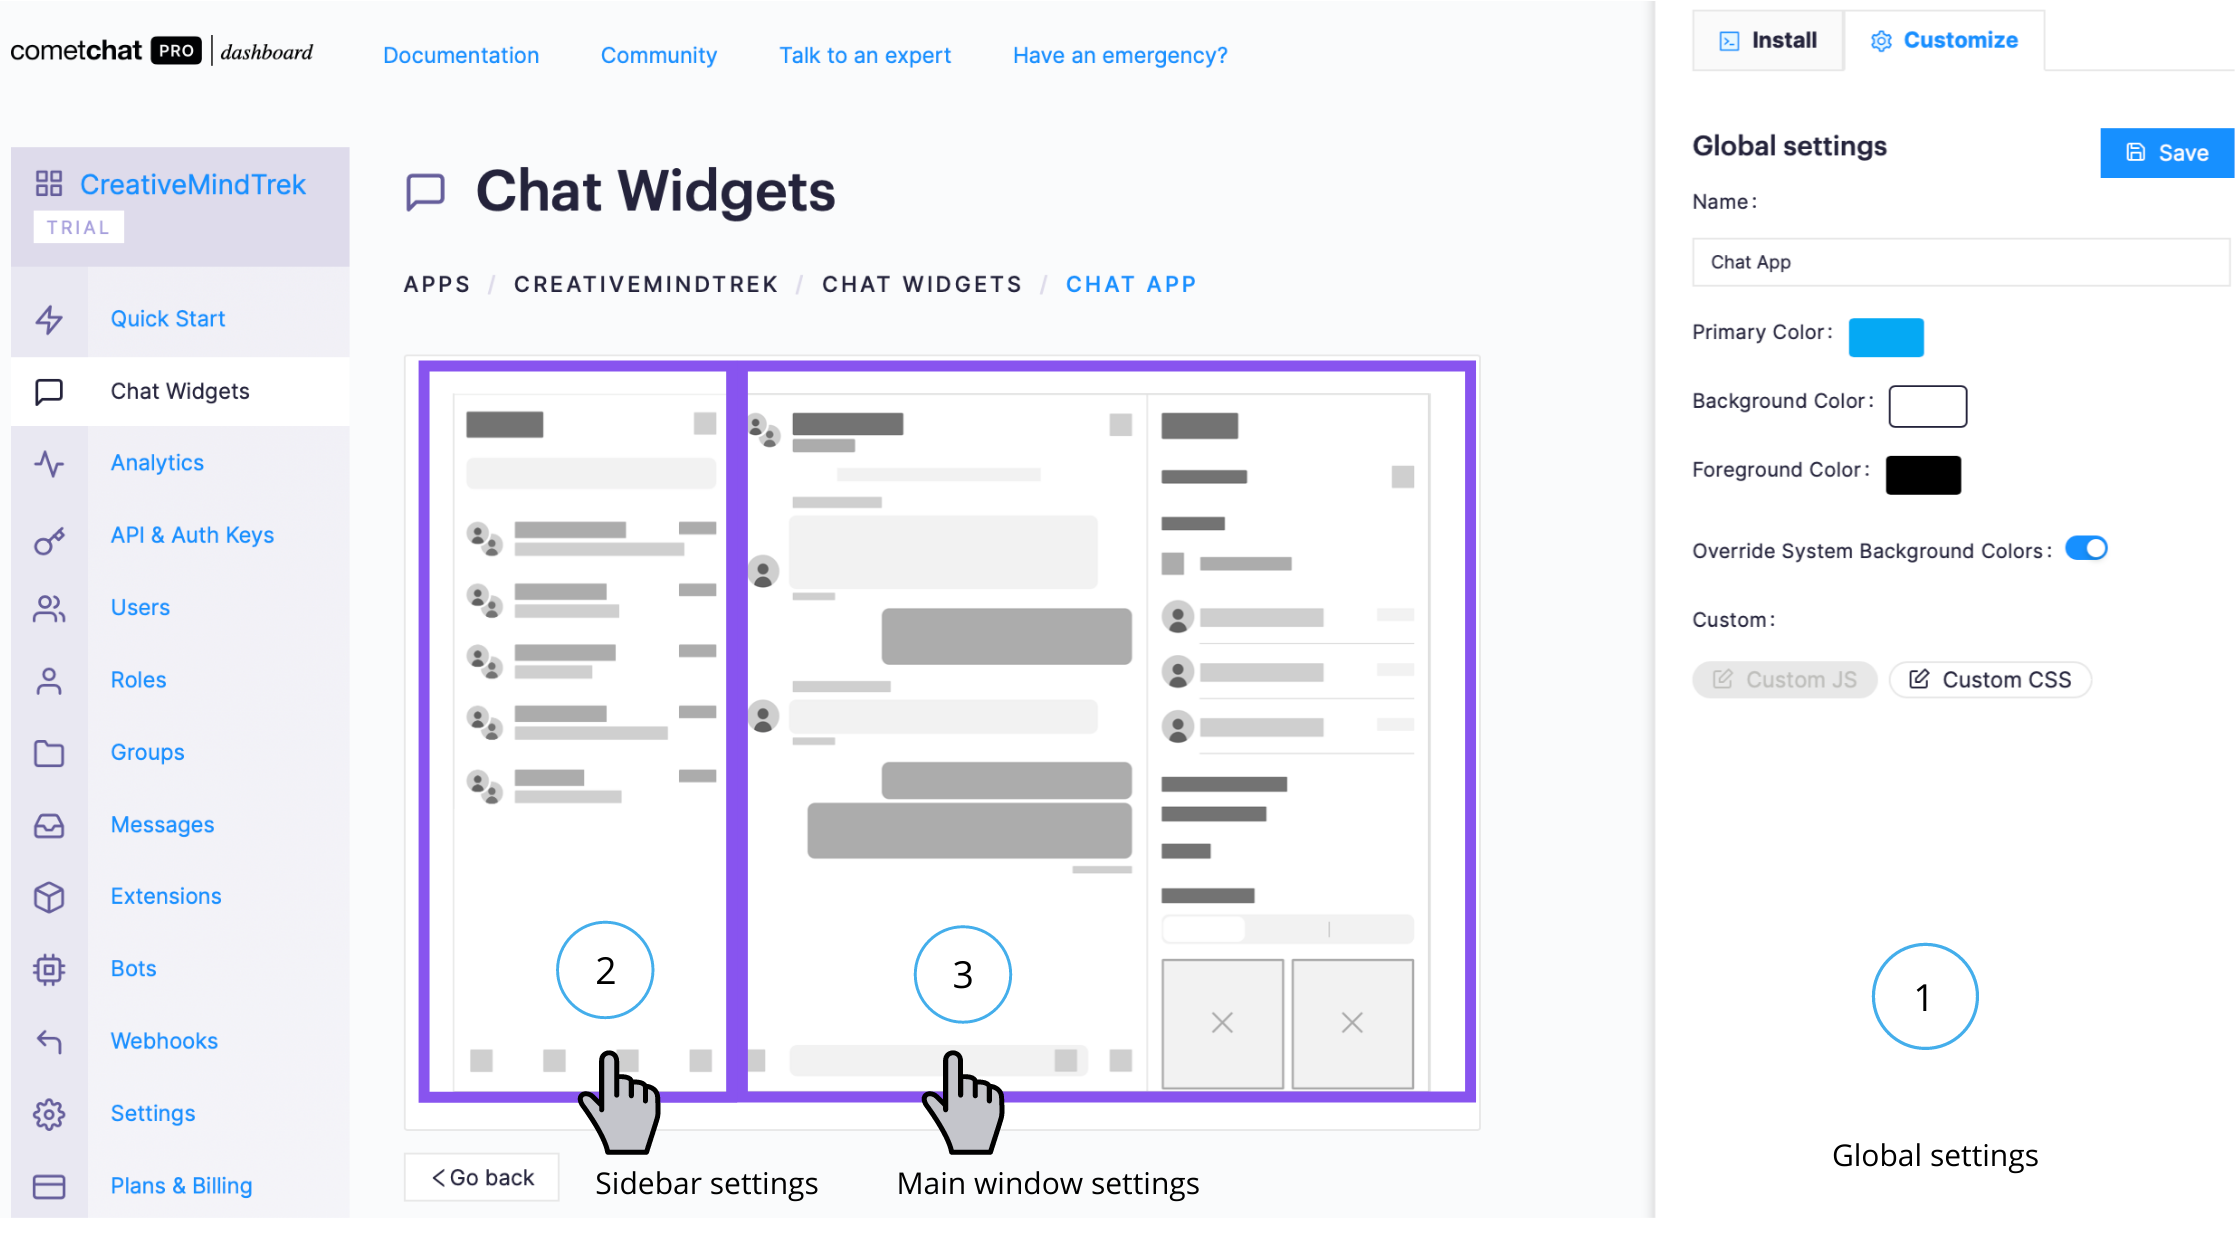 cometchat PRO dashboard
Documentation
Community
Talk to an expert
Have an emergency?
CreativeMindTrek
TRIAL
Quick Start
Chat Widgets
Analytics
API & Auth Keys
Users
Roles
Groups
Messages
Extensions
Bots
Webhooks
Settings
Plans & Billing
Chat Widgets
APPS / CREATIVEMINDTREK / CHAT WIDGETS / CHAT APP
2
3
< Go back
Sidebar settings
Main window settings
Install
Customize
Global settings
Save
Name:
Chat App
Primary Color:
Background Color:
Foreground Color:
Override System Background Colors:
Custom:
Custom JS
Custom CSS
1
Global settings